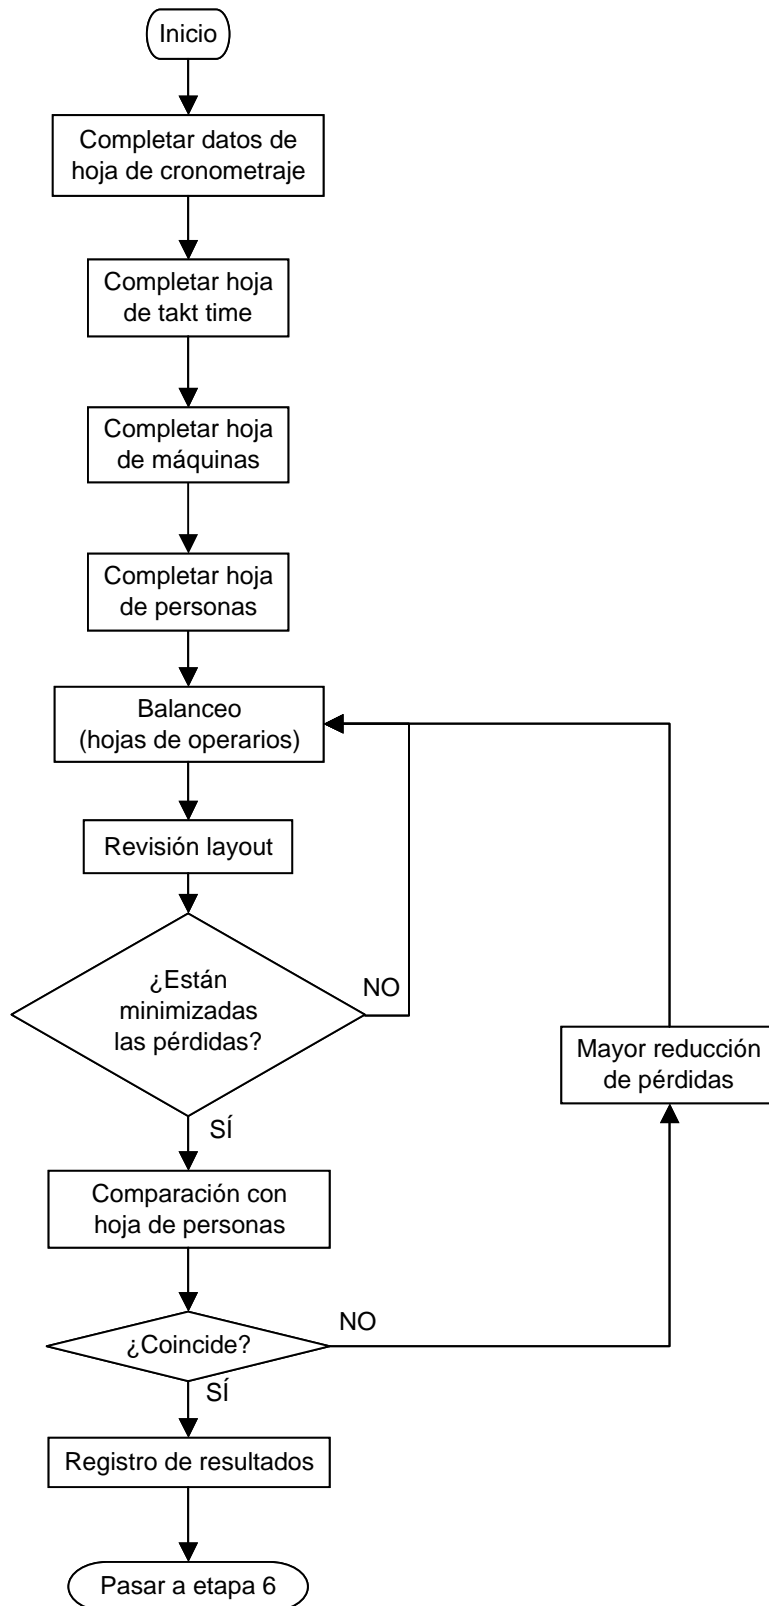 Inicio
Completar datos de
hoja de cronometraje
Completar hoja
de takt time
Completar hoja
de máquinas
Completar hoja
de personas
Balanceo
(hojas de operarios)
Revisión layout
¿Están
minimizadas
las pérdidas?
NO
SÍ
Mayor reducción
de pérdidas
Comparación con
hoja de personas
¿Coincide?
NO
SÍ
Registro de resultados
Pasar a etapa 6